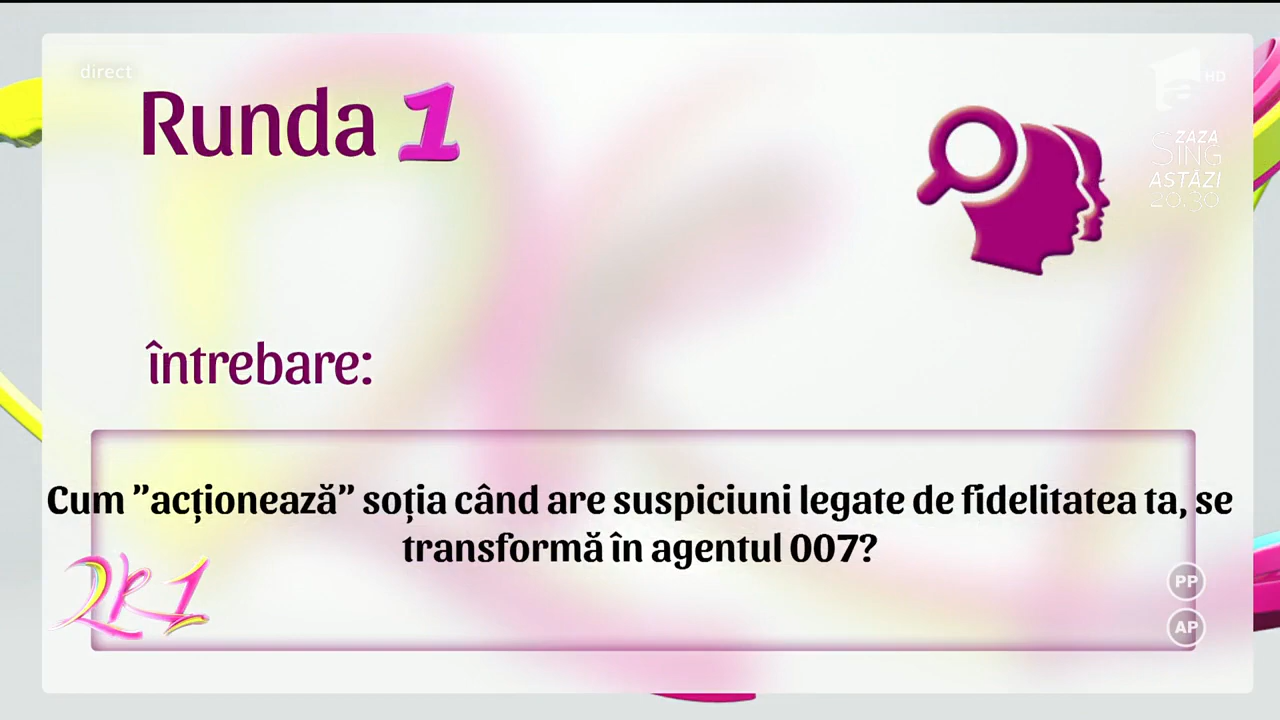 direct
HD
Runda 1
ZAZA
SING
ASTĂZI
20:30
întrebare:
Cum ”acționează” soția când are suspiciuni legate de fidelitatea ta, se
transformă în agentul 007?
2k1
PP
AP